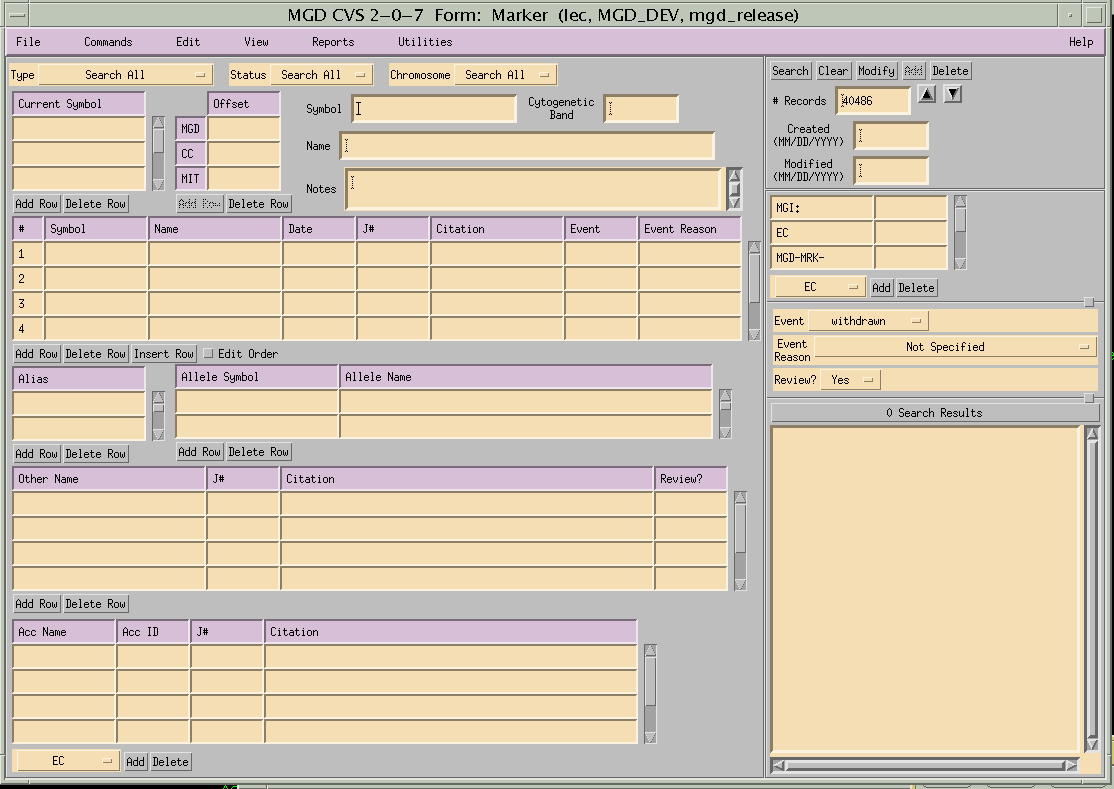 MGD CVS 2-0-7 Form: Marker (lec, MGD_DEV, mgd_release)
File Commands Edit View Reports Utilities Help
Type Search All Status Search All Chromosome Search All
Current Symbol
Offset
MGD
CC
MIT
Symbol
Cytogenetic
Band
Name
Notes
Add Row Delete Row
Add Row Delete Row
# Symbol Name Date J# Citation Event Event Reason
1
2
3
4
Add Row Delete Row Insert Row Edit Order
Alias
Allele Symbol Allele Name
Add Row Delete Row
Add Row Delete Row
Other Name J# Citation Review?
Add Row Delete Row
Acc Name Acc ID J# Citation
EC Add Delete
Search Clear Modify Add Delete
# Records 40486
Created
(MM/DD/YYYY)
Modified
(MM/DD/YYYY)
MGI:
EC
MGD-MRK-
EC Add Delete
Event withdrawn
Event
Reason
Not Specified
Review? Yes
0 Search Results